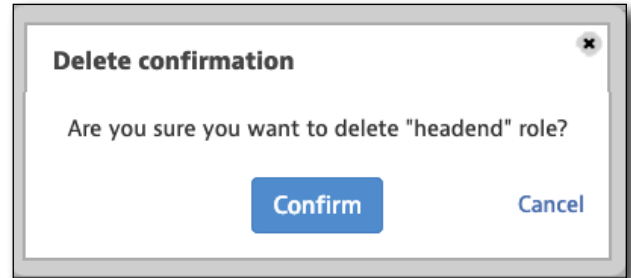 Delete confirmation
Are you sure you want to delete "headend" role?
Confirm Cancel